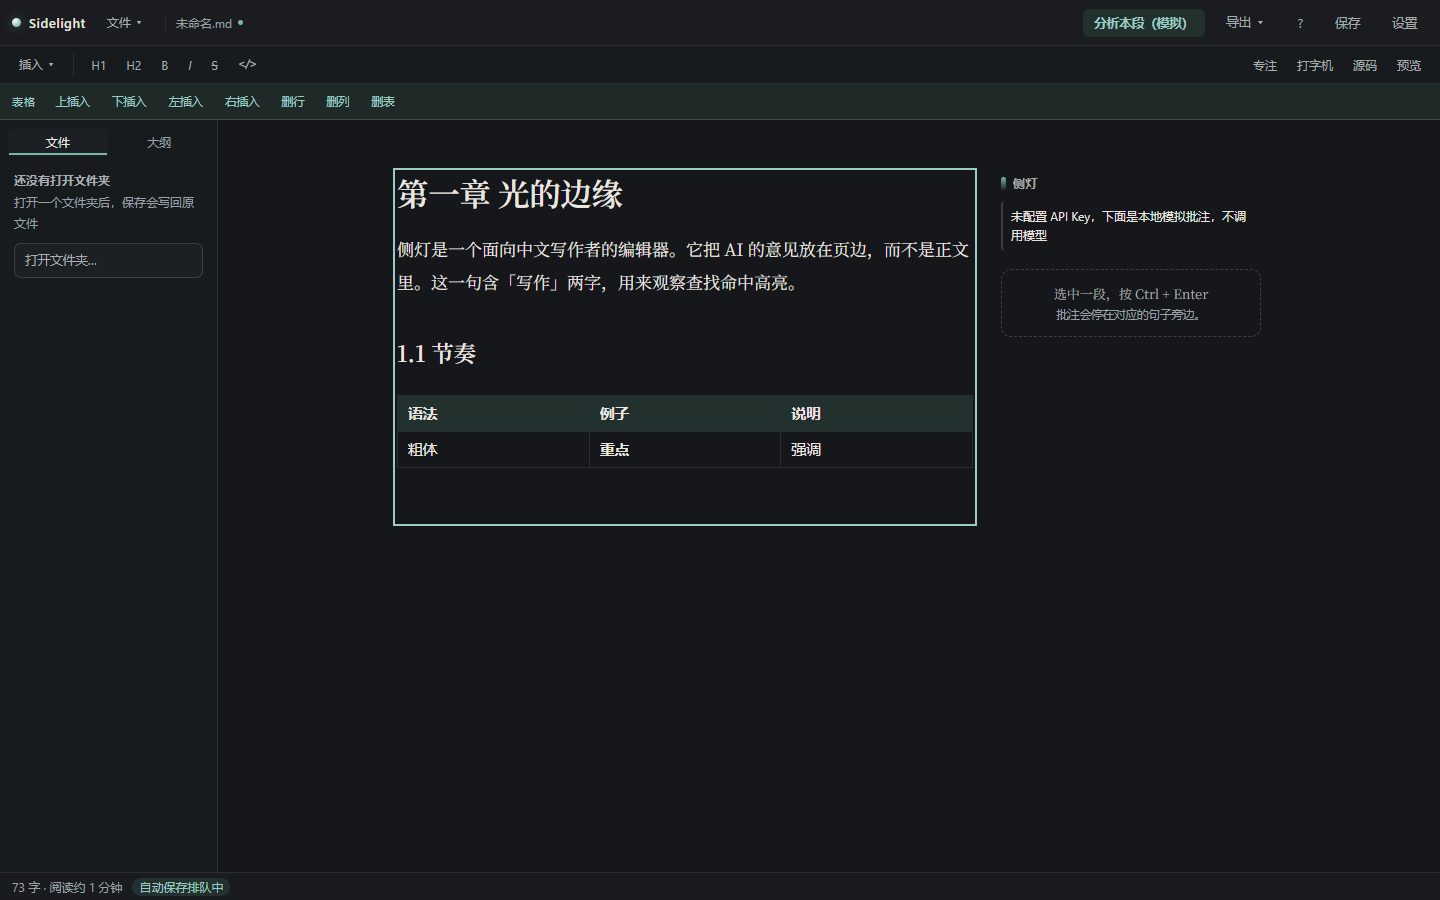 Sidelight 文件 未命名.md 分析本段（模拟） 导出 ? 保存 设置
插入 H1 H2 B I S </> 专注 打字机 源码 预览
表格 上插入 下插入 左插入 右插入 删行 删列 删表
文件 大纲
还没有打开文件夹
打开一个文件夹后，保存会写回原
文件
打开文件夹...
第一章 光的边缘
侧灯是一个面向中文写作者的编辑器。它把 AI 的意见放在页边，而不是正文
里。这一句含「写作」两字，用来观察查找命中高亮。
1.1 节奏
语法 例子 说明
粗体 重点 强调
侧灯
未配置 API Key，下面是本地模拟批注，不调
用模型
选中一段，按 Ctrl + Enter
批注会停在对应的句子旁边。
73 字 · 阅读约 1 分钟 自动保存排队中